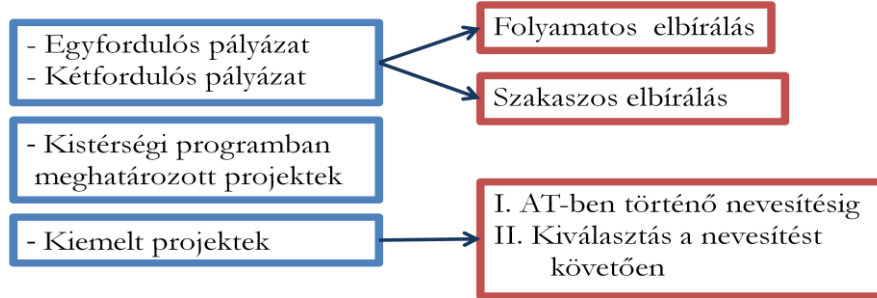 - Egyfordulós pályázat
- Kétfordulós pályázat
Folyamatos elbírálás
Szakaszos elbírálás
- Kistérségi programban
meghatározott projektek
- Kiemelt projektek
I. AT-ben történő nevesítésig
II. Kiválasztás a nevesítést
követően